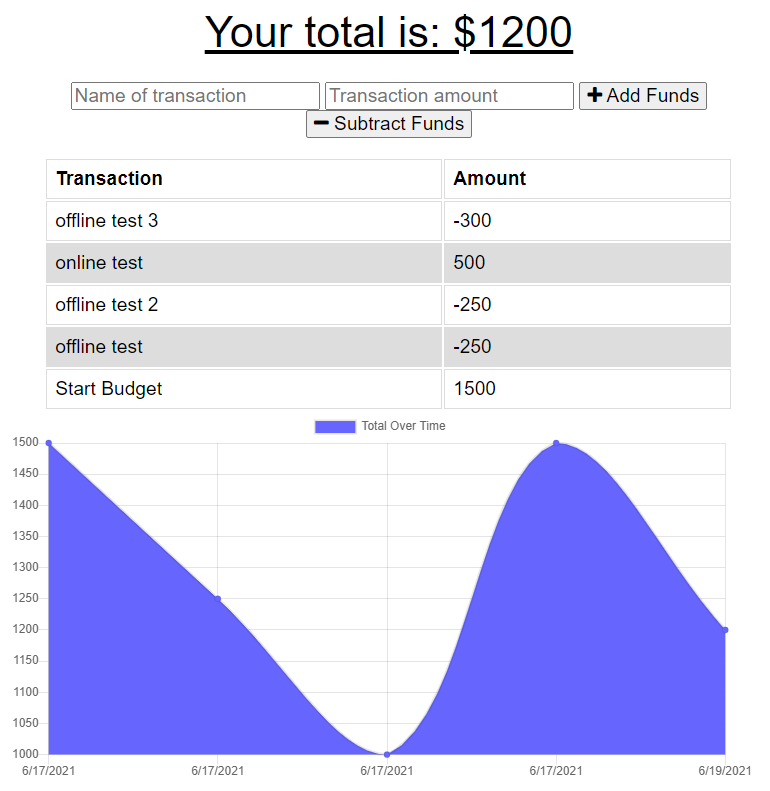 Your total is: $1200
Name of transaction Transaction amount Add Funds
Subtract Funds
Transaction Amount
offline test 3 -300
online test 500
offline test 2 -250
offline test -250
Start Budget 1500
Total Over Time
1500
1450
1400
1350
1300
1250
1200
1150
1100
1050
1000
6/17/2021 6/17/2021 6/17/2021 6/17/2021 6/19/2021